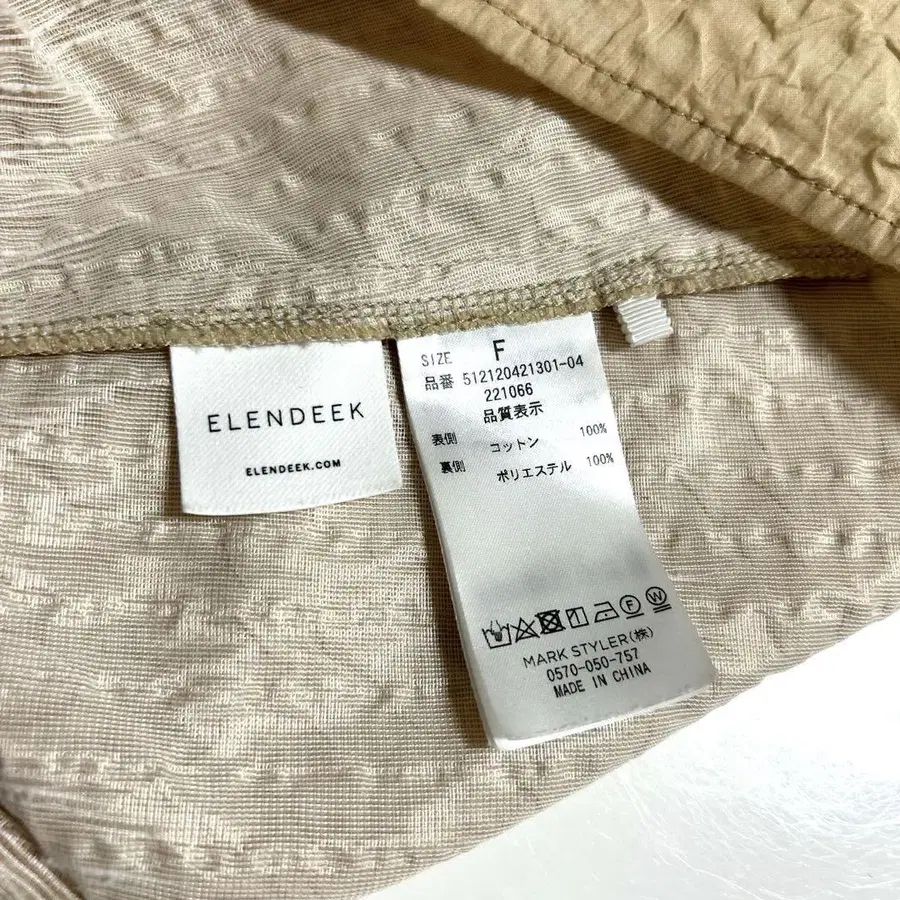 ELENDEEK
ELENDEEK.COM
SIZE F
品番 512120421301-04
221066
品質表示
表側 コットン 100%
裏側 ポリエステル 100%
F W
MARK STYLER(株)
0570-050-757
MADE IN CHINA